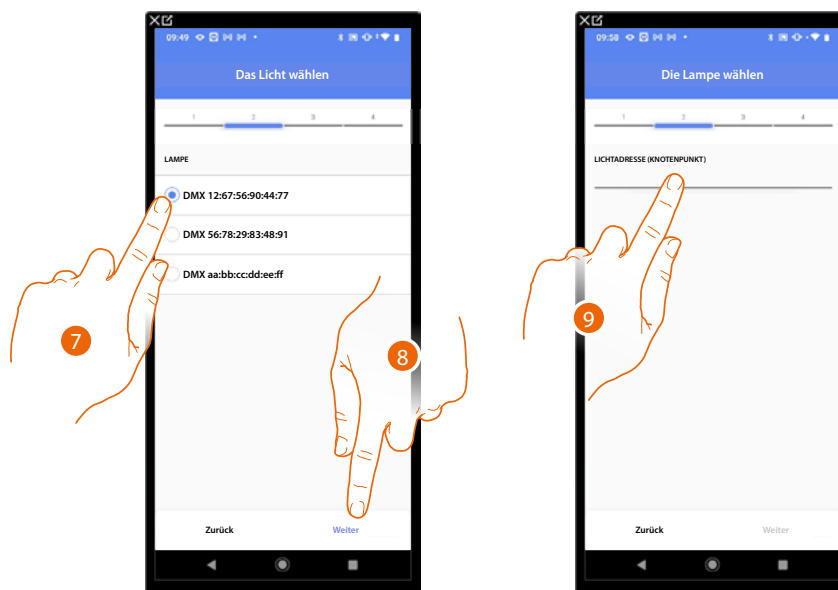 09:49
Das Licht wählen
1 2 3 4
LAMPE
DMX 12:67:56:90:44:77
DMX 56:78:29:83:48:91
DMX aa:bb:cc:dd:ee:ff
7
8
Zurück Weiter
09:58
Die Lampe wählen
1 2 3 4
LICHTADRESSE (KNOTENPUNKT)
9
Zurück Weiter